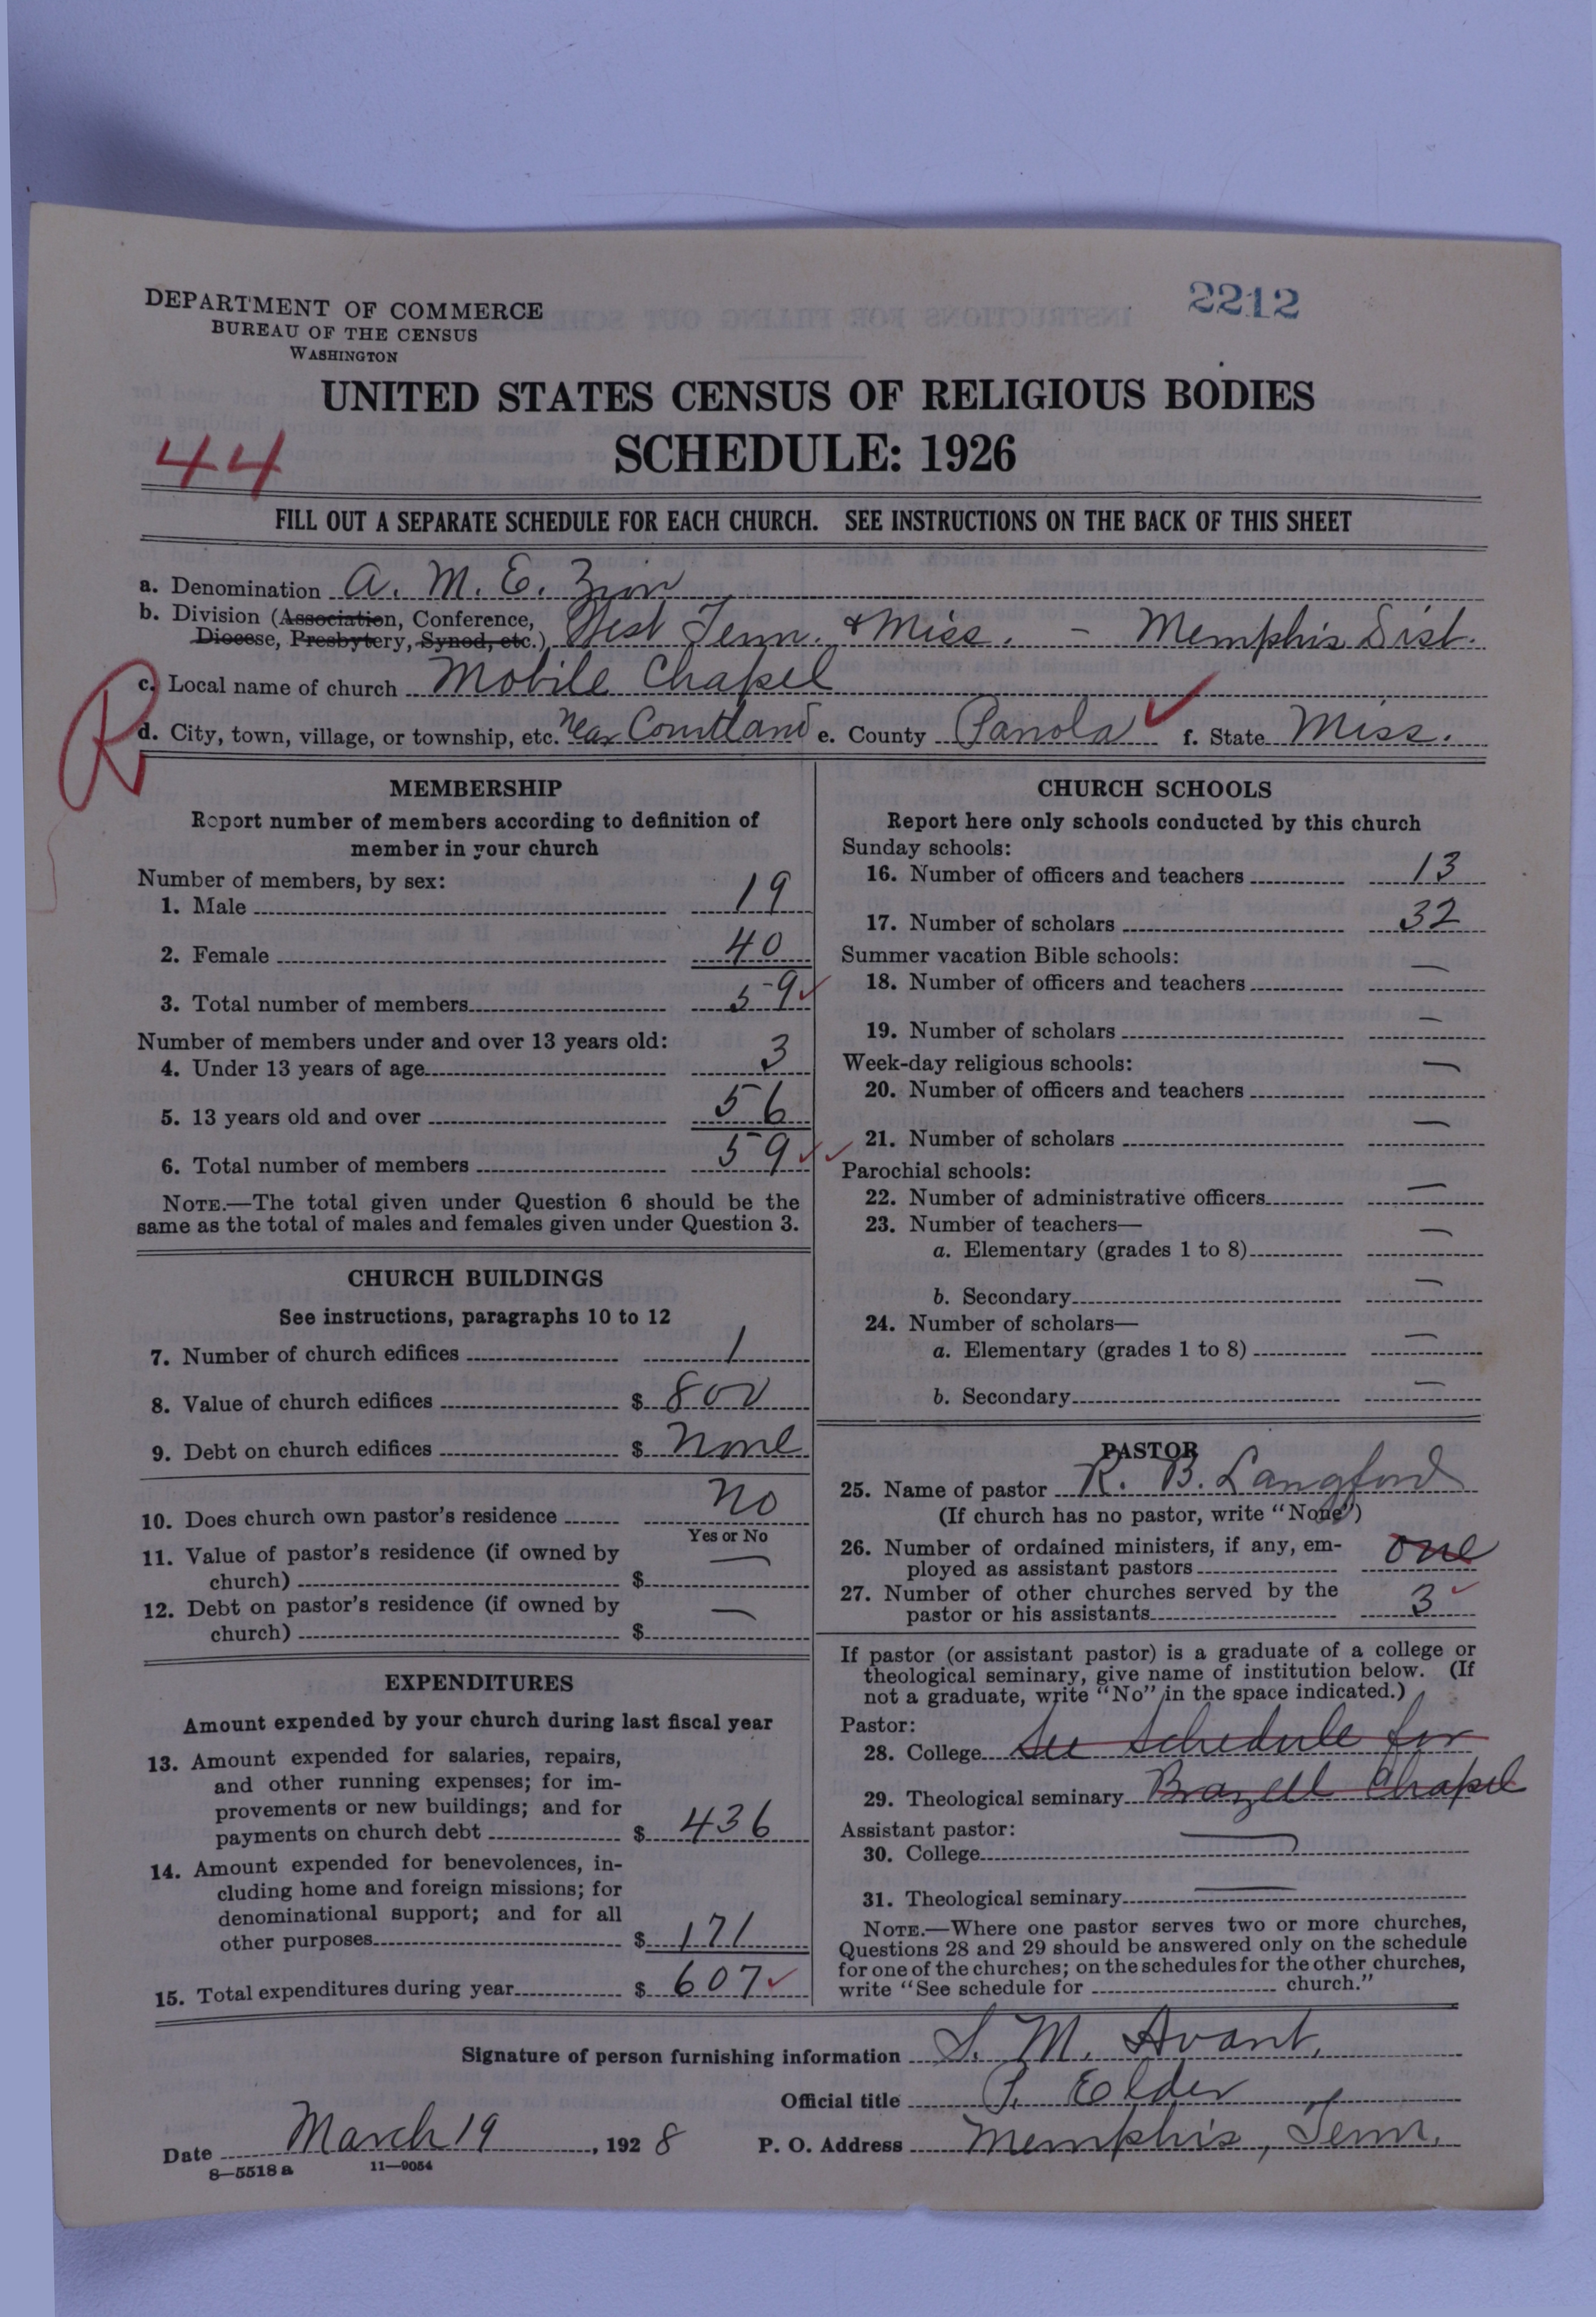 DEPARTMENT OF COMMERCE
BUREAU OF THE CENSUS
WASHINGTON
2212
UNITED STATES CENSUS OF RELIGIOUS BODIES
SCHEDULE: 1926
44
FILL OUT A SEPARATE SCHEDULE FOR EACH CHURCH. SEE INSTRUCTIONS ON THE BACK OF THIS SHEET
a. Denomination A. M. E. Zion
b. Division (Association, Conference,
Diocese, Presbytery, Synod, etc.) West Tenn. & Miss. - Memphis Dist.
R
c. Local name of church Mobile Chapel
d. City, town, village, or township, etc. near Courtland e. County Panola f. State Miss.
MEMBERSHIP
Report number of members according to definition of
member in your church
Number of members, by sex:
1. Male 19
2. Female 40
3. Total number of members 59
Number of members under and over 13 years old:
4. Under 13 years of age 3
5. 13 years old and over 56
6. Total number of members 59
NOTE.—The total given under Question 6 should be the
same as the total of males and females given under Question 3.
CHURCH BUILDINGS
See instructions, paragraphs 10 to 12
7. Number of church edifices 1
8. Value of church edifices $ 800
9. Debt on church edifices $ none
10. Does church own pastor's residence no
Yes or No
11. Value of pastor's residence (if owned by
church) $ —
12. Debt on pastor's residence (if owned by
church) $ —
EXPENDITURES
Amount expended by your church during last fiscal year
13. Amount expended for salaries, repairs,
and other running expenses; for im-
provements or new buildings; and for
payments on church debt $ 436
14. Amount expended for benevolences, in-
cluding home and foreign missions; for
denominational support; and for all
other purposes $ 171
15. Total expenditures during year $ 607
CHURCH SCHOOLS
Report here only schools conducted by this church
Sunday schools:
16. Number of officers and teachers 13
17. Number of scholars 32
Summer vacation Bible schools:
18. Number of officers and teachers —
19. Number of scholars —
Week-day religious schools:
20. Number of officers and teachers —
21. Number of scholars —
Parochial schools:
22. Number of administrative officers —
23. Number of teachers—
a. Elementary (grades 1 to 8) —
b. Secondary —
24. Number of scholars—
a. Elementary (grades 1 to 8) —
b. Secondary —
PASTOR
25. Name of pastor R. B. Langford
(If church has no pastor, write "None")
26. Number of ordained ministers, if any, em-
ployed as assistant pastors one
27. Number of other churches served by the
pastor or his assistants 3
If pastor (or assistant pastor) is a graduate of a college or
theological seminary, give name of institution below. (If
not a graduate, write "No" in the space indicated.)
Pastor:
28. College See Schedule for
29. Theological seminary Brazell Chapel
Assistant pastor:
30. College —
31. Theological seminary —
NOTE.—Where one pastor serves two or more churches,
Questions 28 and 29 should be answered only on the schedule
for one of the churches; on the schedules for the other churches,
write "See schedule for church."
Signature of person furnishing information S. M. Avant
Official title P. Elder
Date March 19, 1928 P. O. Address Memphis, Tenn.
8—5518 a 11—9054